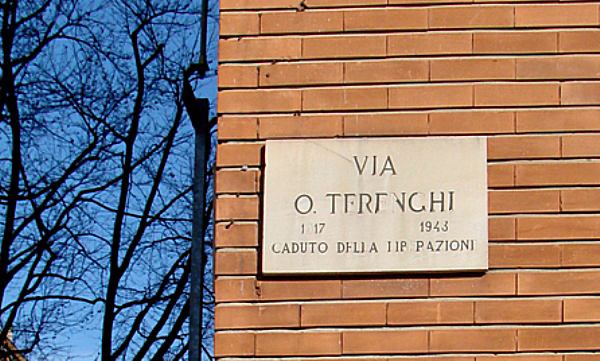 VIA
O. TERENGHI
1943
CADUTO DELLA